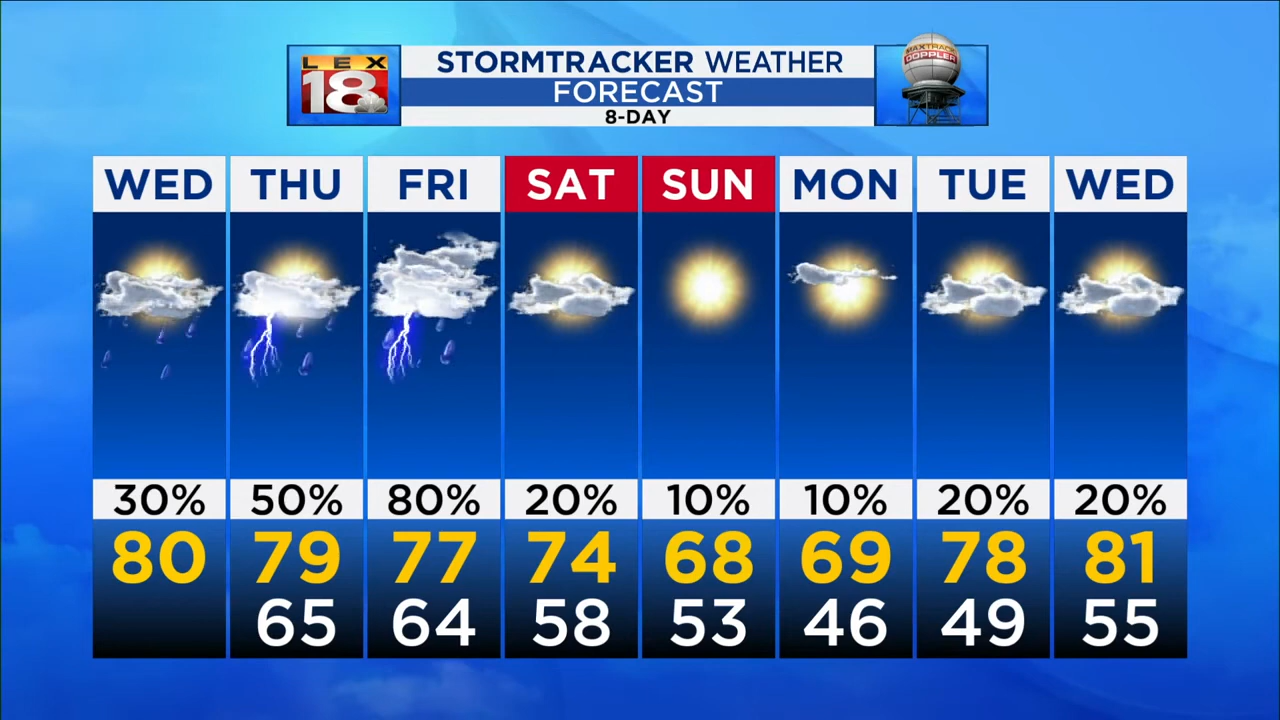 LEX
18
STORMTRACKER WEATHER
FORECAST
8-DAY
MAXTRACK
DOPPLER
WED THU FRI SAT SUN MON TUE WED
30% 50% 80% 20% 10% 10% 20% 20%
80 79 77 74 68 69 78 81
65 64 58 53 46 49 55